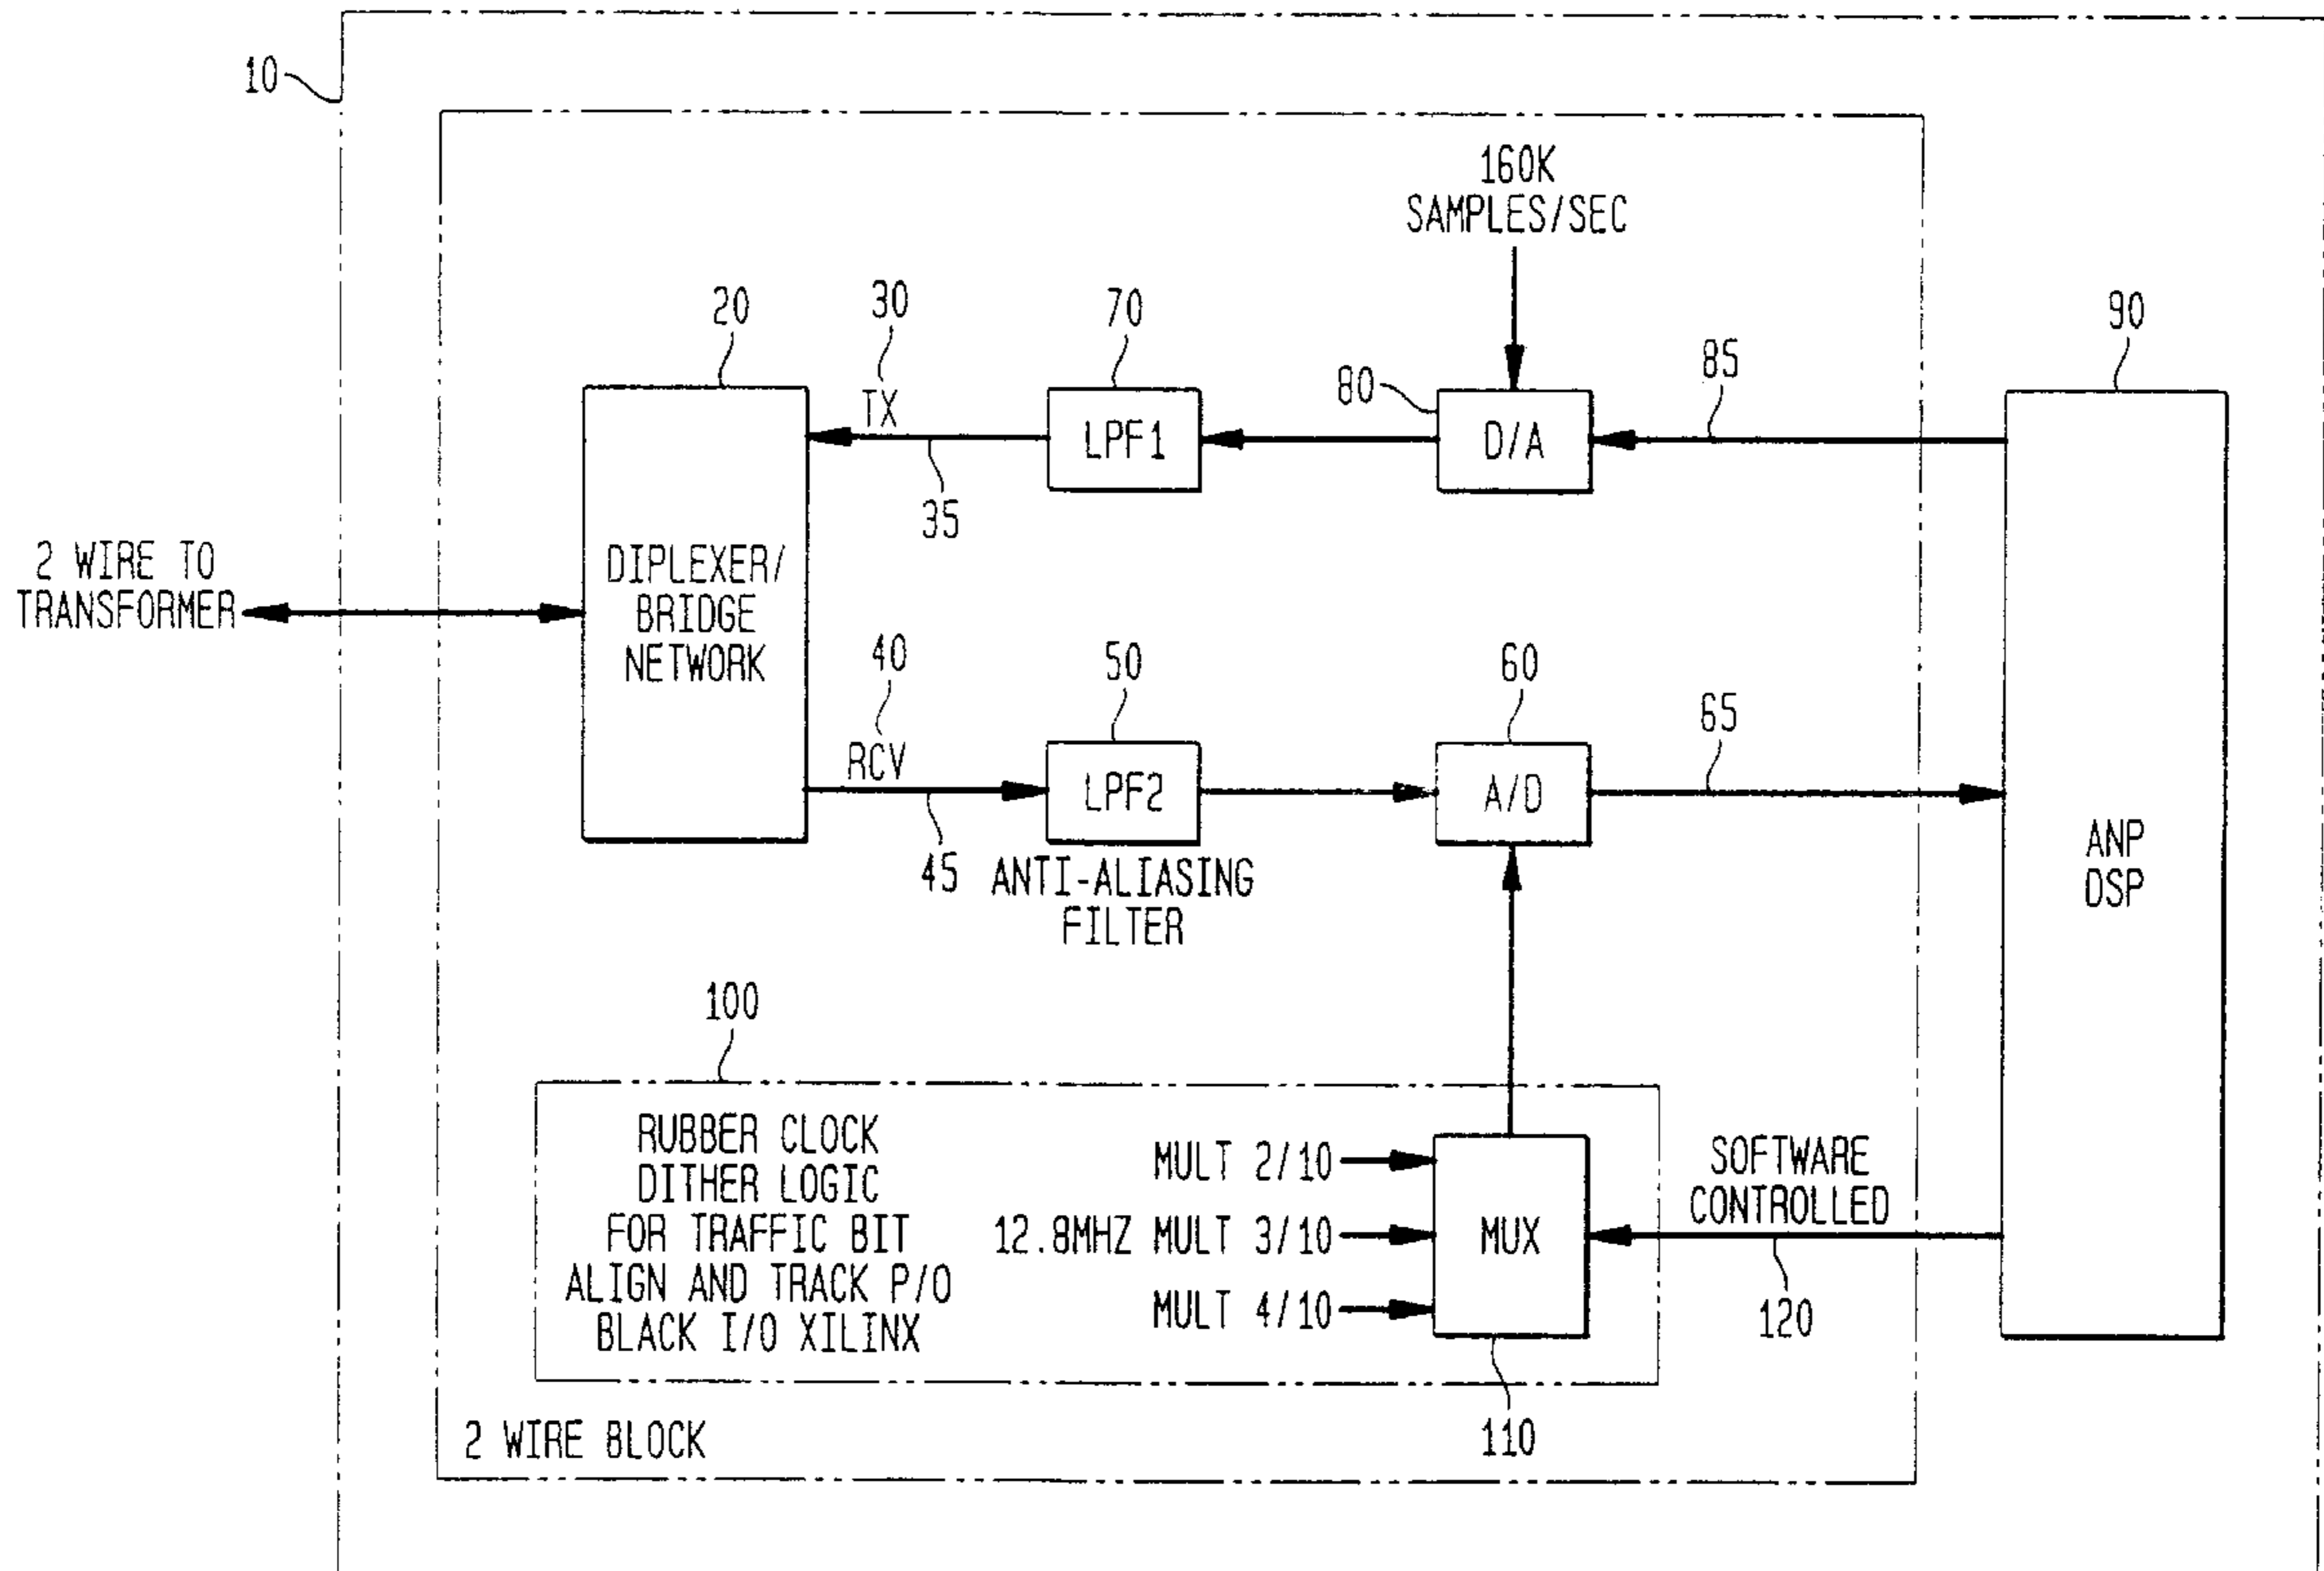 10
160K
SAMPLES/SEC
20
30
TX
35
70
LPF1
80
D/A
85
90
2 WIRE TO
TRANSFORMER
DIPLEXER/
BRIDGE
NETWORK
40
RCV
45
50
LPF2
ANTI-ALIASING
FILTER
60
A/D
65
ANP
DSP
100
RUBBER CLOCK
DITHER LOGIC
FOR TRAFFIC BIT
ALIGN AND TRACK P/O
BLACK I/O XILINX
MULT 2/10
12.8MHZ MULT 3/10
MULT 4/10
MUX
110
SOFTWARE
CONTROLLED
120
2 WIRE BLOCK